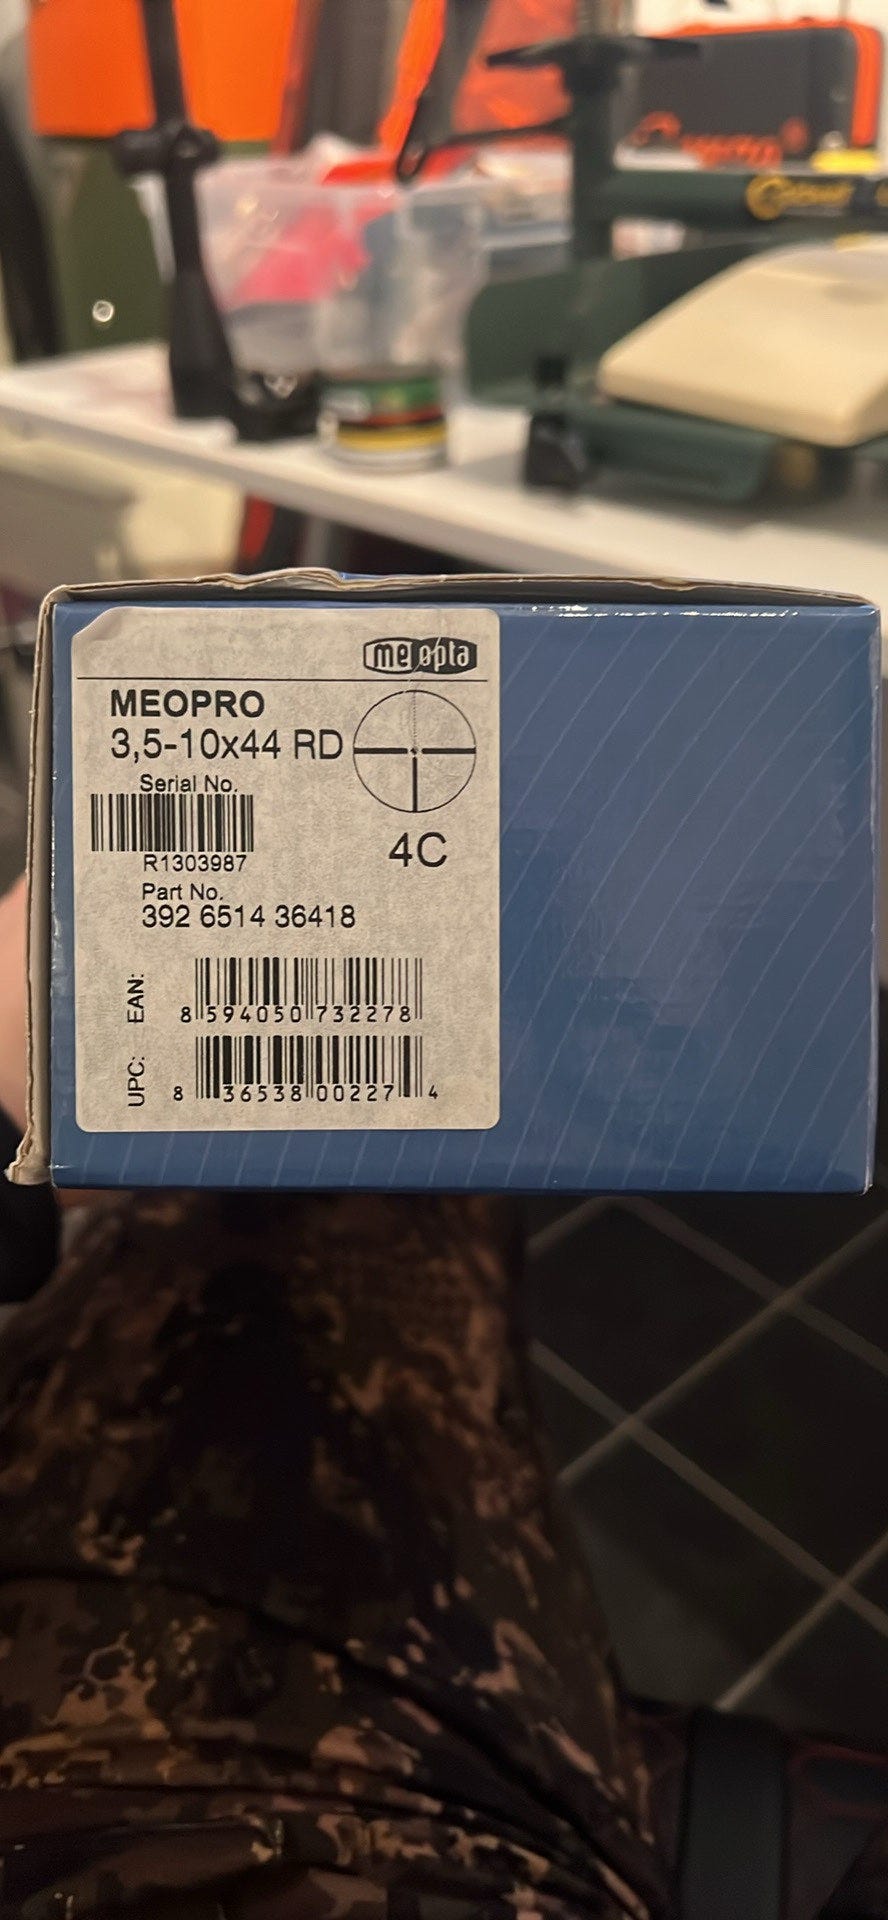 meopta
MEOPRO
3,5-10x44 RD
Serial No.
R1303987
4C
Part No.
392 6514 36418
EAN:
8 594050 732278
UPC:
8 36538 00227 4